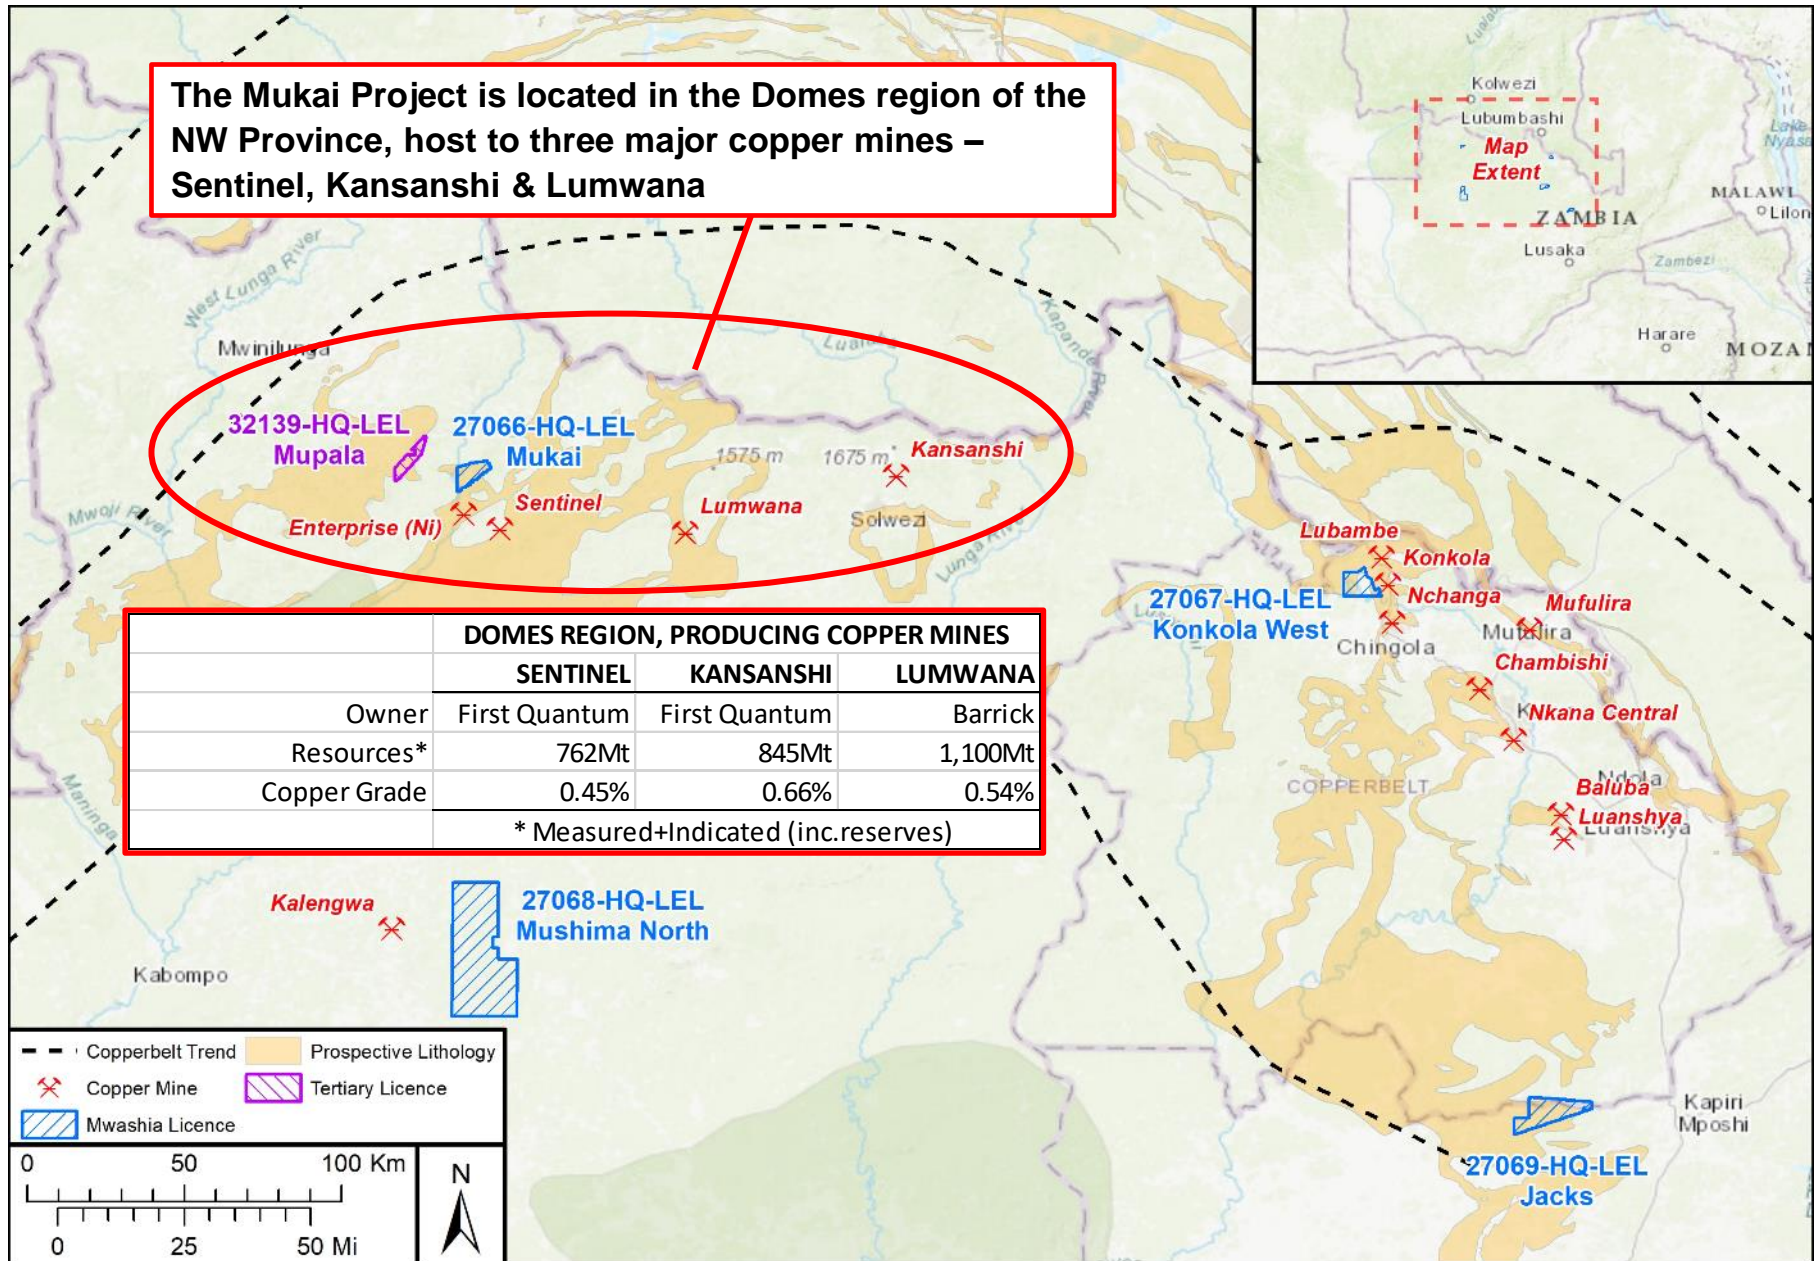 The Mukai Project is located in the Domes region of the
NW Province, host to three major copper mines –
Sentinel, Kansanshi & Lumwana
Kolwezi
Lubumbashi
Map
Extent
Lake
MALAWI
ZAMBIA
Lusaka
Zambezi
Harare
West Lunga River
Mwinilunga
Kapande River
32139-HQ-LEL
Mupala
27066-HQ-LEL
Mukai
1575 m
1675 m
Kansanshi
Mwoji River
Enterprise (Ni)
Sentinel
Lumwana
Solwezi
Lunga River
Lubambe
Konkola
27067-HQ-LEL
Konkola West
Nchanga
Mufulira
Mufulira
Chingola
Chambishi
Nkana Central
COPPERBELT
Ndola
Baluba
Luanshya
Luanshya
DOMES REGION, PRODUCING COPPER MINES
SENTINEL KANSANSHI LUMWANA
Owner First Quantum First Quantum Barrick
Resources* 762Mt 845Mt 1,100Mt
Copper Grade 0.45% 0.66% 0.54%
* Measured+Indicated (inc.reserves)
Maninga
Kalengwa
27068-HQ-LEL
Mushima North
Kabompo
Kapiri
Mposhi
27069-HQ-LEL
Jacks
Copperbelt Trend Prospective Lithology
Copper Mine Tertiary Licence
Mwashia Licence
0 50 100 Km
0 25 50 Mi
N